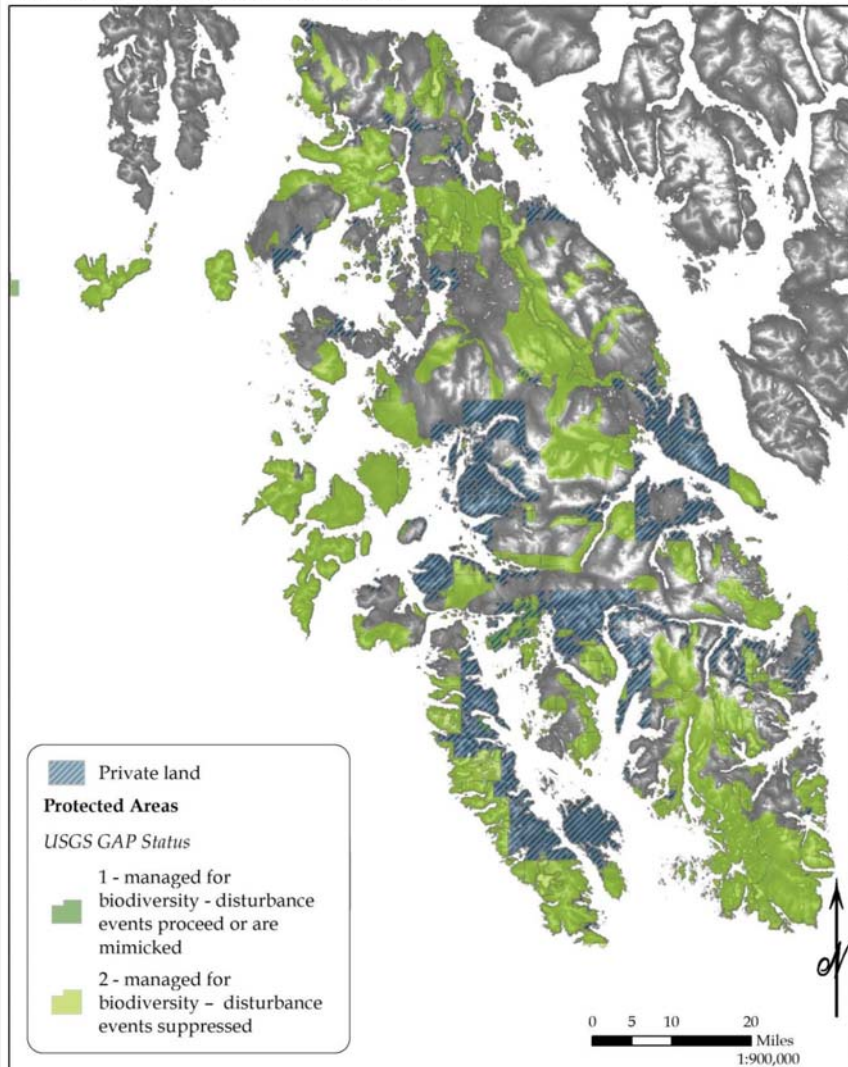 Private land
Protected Areas
USGS GAP Status
1 - managed for
biodiversity - disturbance
events proceed or are
mimicked
2 - managed for
biodiversity – disturbance
events suppressed
N
0 5 10 20
Miles
1:900,000